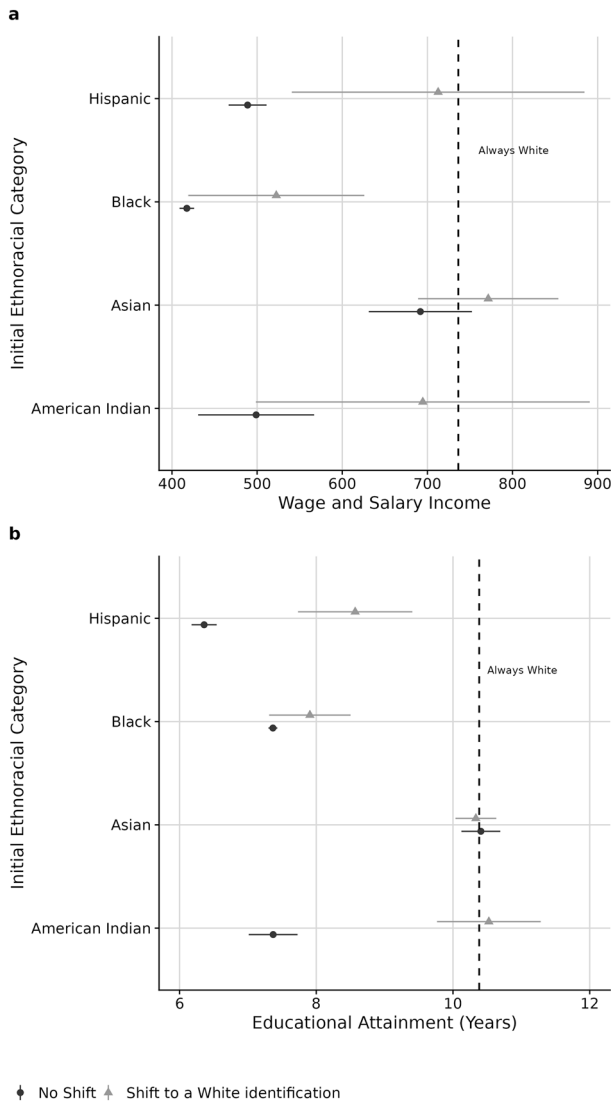 a
Initial Ethnoracial Category
Hispanic
Always White
Black
Asian
American Indian
400 500 600 700 800 900
Wage and Salary Income
b
Initial Ethnoracial Category
Hispanic
Always White
Black
Asian
American Indian
6 8 10 12
Educational Attainment (Years)
No Shift Shift to a White identification